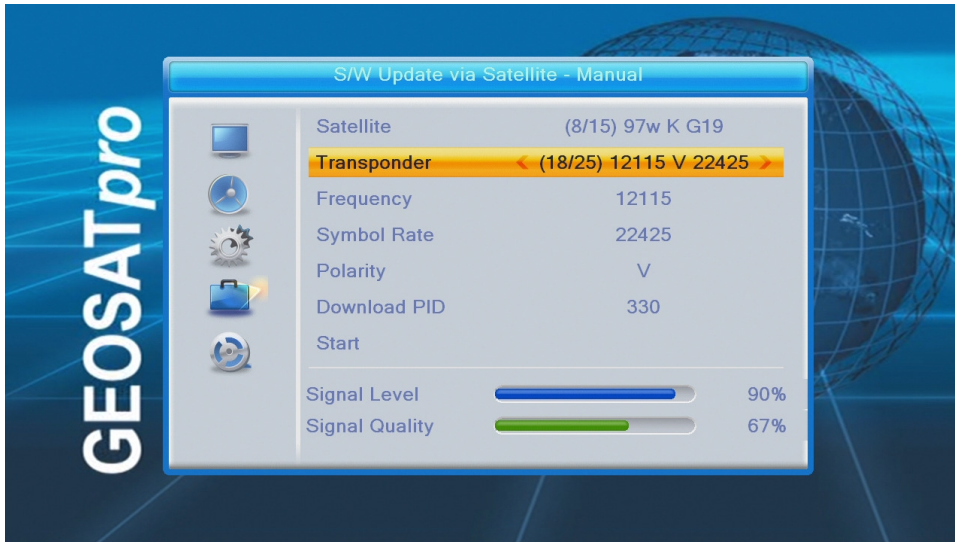 GEOSATpro
S/W Update via Satellite - Manual
Satellite (8/15) 97w K G19
Transponder (18/25) 12115 V 22425
Frequency 12115
Symbol Rate 22425
Polarity V
Download PID 330
Start
Signal Level 90%
Signal Quality 67%